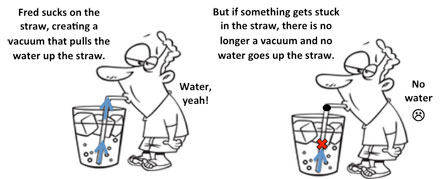 Fred sucks on the
straw, creating a
vacuum that pulls the
water up the straw.
Water,
yeah!
But if something gets stuck
in the straw, there is no
longer a vacuum and no
water goes up the straw.
No
water
☹